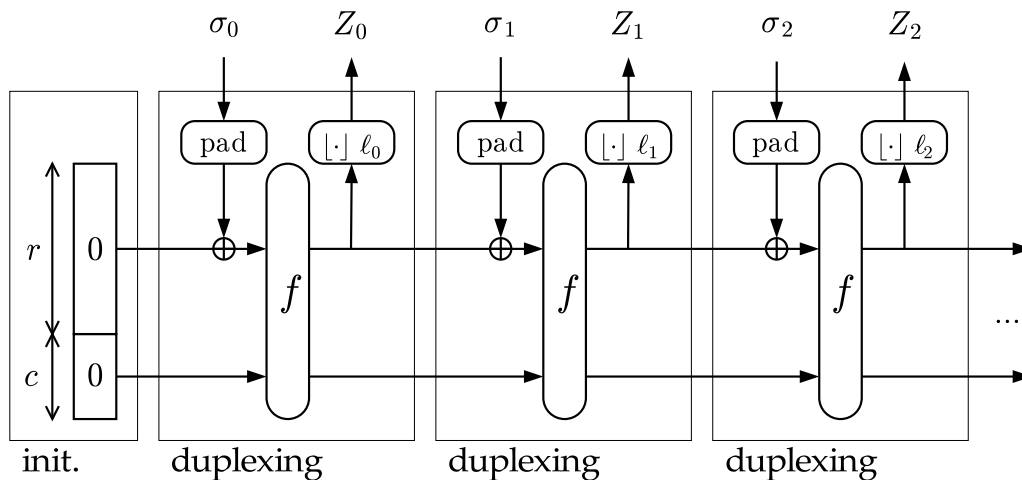 σ₀ Z₀ σ₁ Z₁ σ₂ Z₂
pad ⌊·⌋ ℓ₀ pad ⌊·⌋ ℓ₁ pad ⌊·⌋ ℓ₂
r 0
f f f
...
c 0
init. duplexing duplexing duplexing